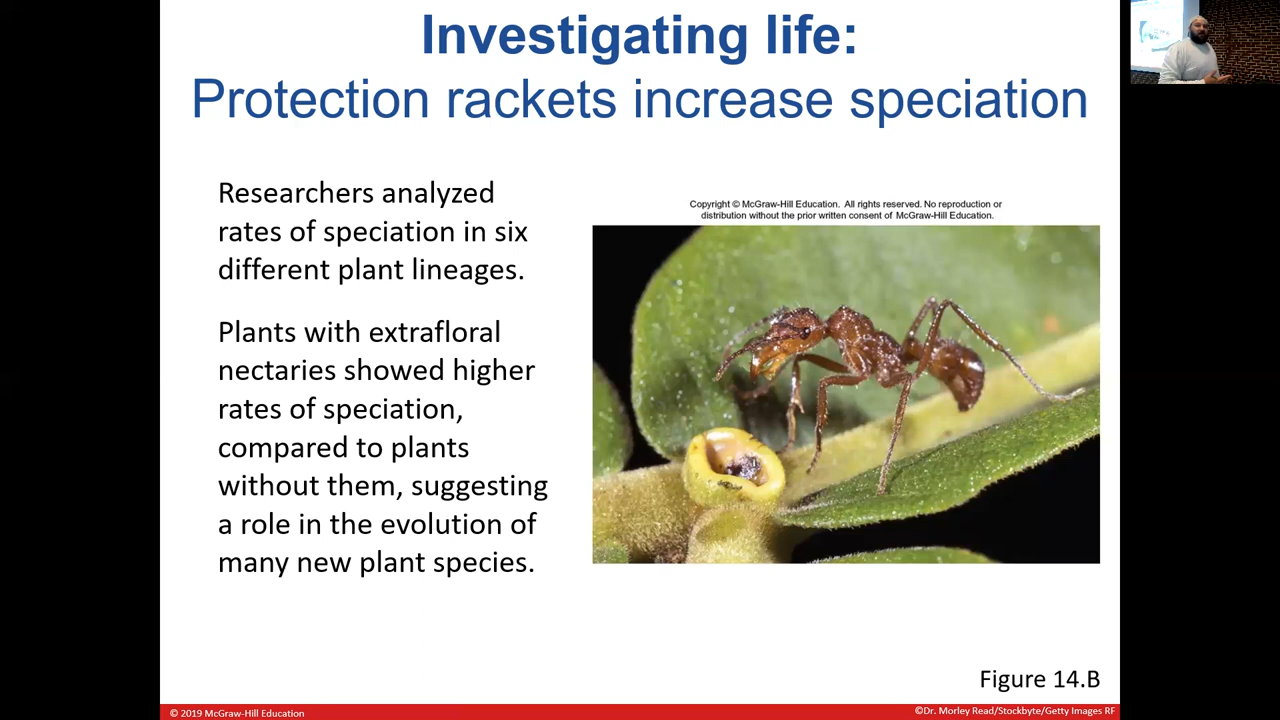 Investigating life:
Protection rackets increase speciation
Researchers analyzed
rates of speciation in six
different plant lineages.
Plants with extrafloral
nectaries showed higher
rates of speciation,
compared to plants
without them, suggesting
a role in the evolution of
many new plant species.
Copyright © McGraw-Hill Education. All rights reserved. No reproduction or
distribution without the prior written consent of McGraw-Hill Education.
Figure 14.B
© 2019 McGraw-Hill Education
©Dr. Morley Read/Stockbyte/Getty Images RF